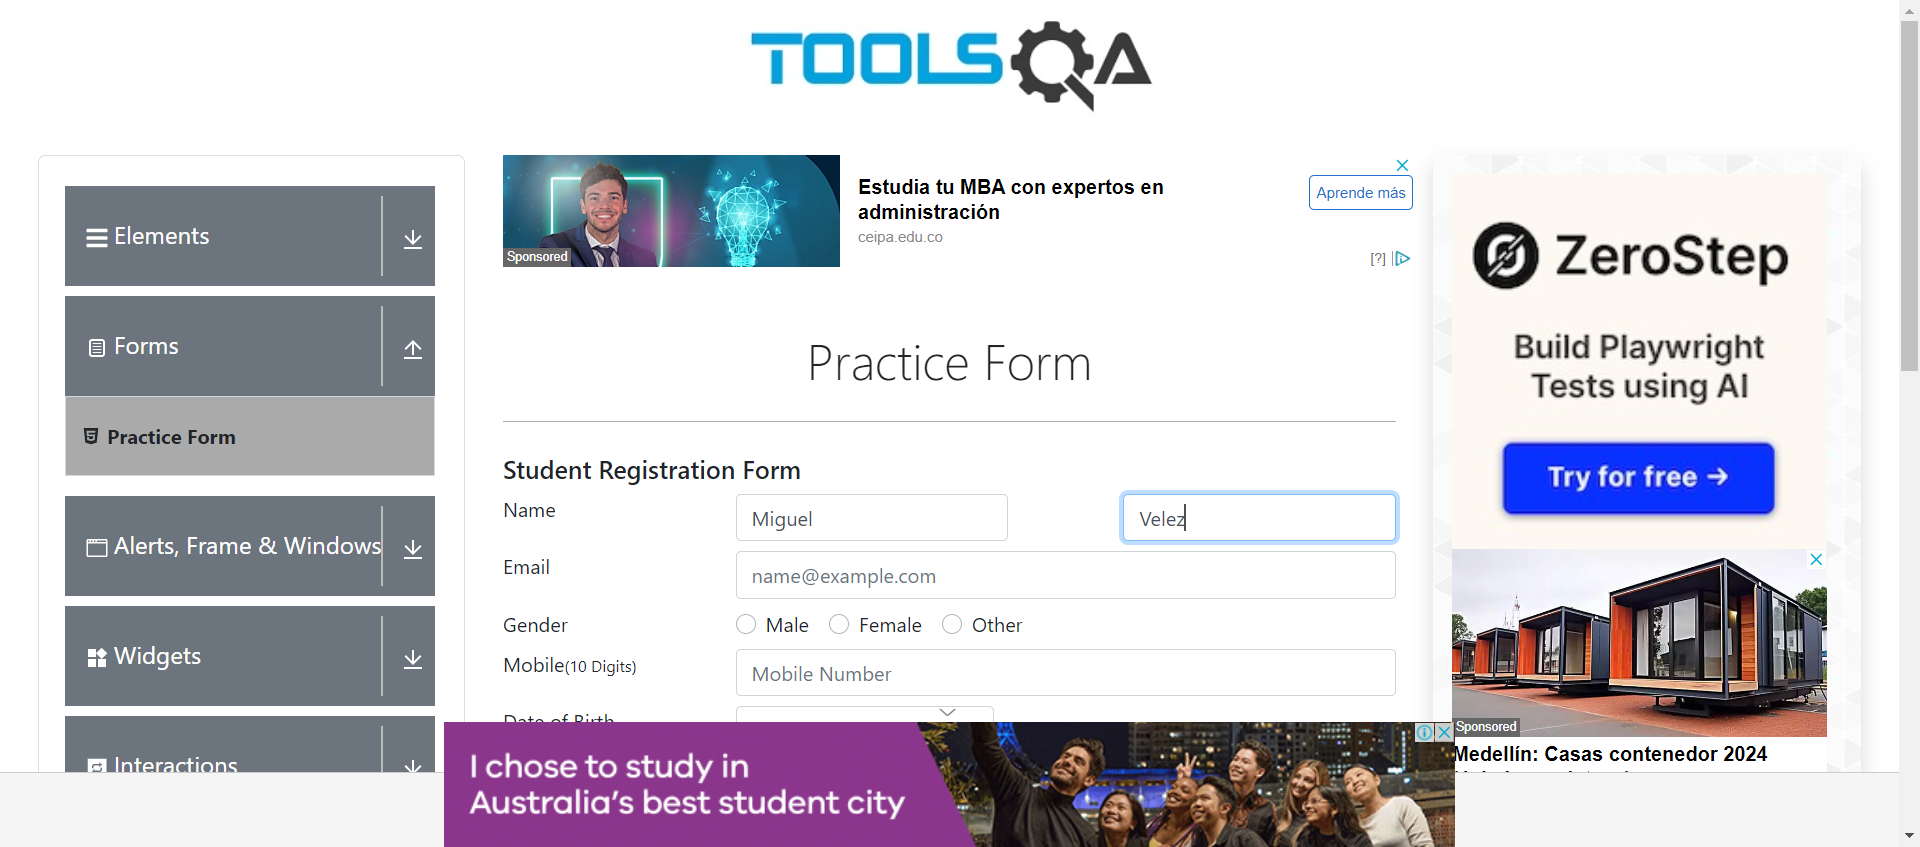 TOOLSQA
Elements
Forms
Practice Form
Alerts, Frame & Windows
Widgets
Interactions
Sponsored
Estudia tu MBA con expertos en
administración
ceipa.edu.co
Aprende más
[?]
Practice Form
Student Registration Form
Name
Miguel
Velez
Email
name@example.com
Gender
Male
Female
Other
Mobile(10 Digits)
Mobile Number
Date of Birth
ZeroStep
Build Playwright
Tests using AI
Try for free →
Sponsored
Medellín: Casas contenedor 2024
I chose to study in
Australia's best student city